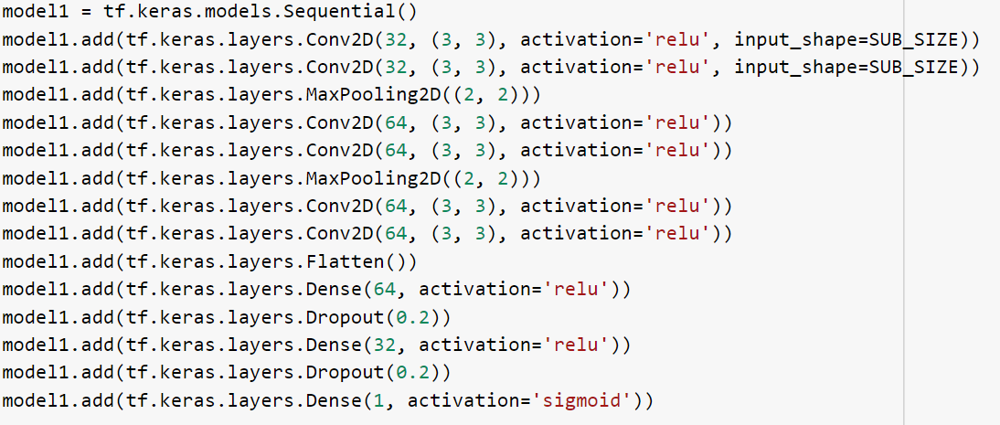 model1 = tf.keras.models.Sequential()
model1.add(tf.keras.layers.Conv2D(32, (3, 3), activation='relu', input_shape=SUB_SIZE))
model1.add(tf.keras.layers.Conv2D(32, (3, 3), activation='relu', input_shape=SUB_SIZE))
model1.add(tf.keras.layers.MaxPooling2D((2, 2)))
model1.add(tf.keras.layers.Conv2D(64, (3, 3), activation='relu'))
model1.add(tf.keras.layers.Conv2D(64, (3, 3), activation='relu'))
model1.add(tf.keras.layers.MaxPooling2D((2, 2)))
model1.add(tf.keras.layers.Conv2D(64, (3, 3), activation='relu'))
model1.add(tf.keras.layers.Conv2D(64, (3, 3), activation='relu'))
model1.add(tf.keras.layers.Flatten())
model1.add(tf.keras.layers.Dense(64, activation='relu'))
model1.add(tf.keras.layers.Dropout(0.2))
model1.add(tf.keras.layers.Dense(32, activation='relu'))
model1.add(tf.keras.layers.Dropout(0.2))
model1.add(tf.keras.layers.Dense(1, activation='sigmoid'))